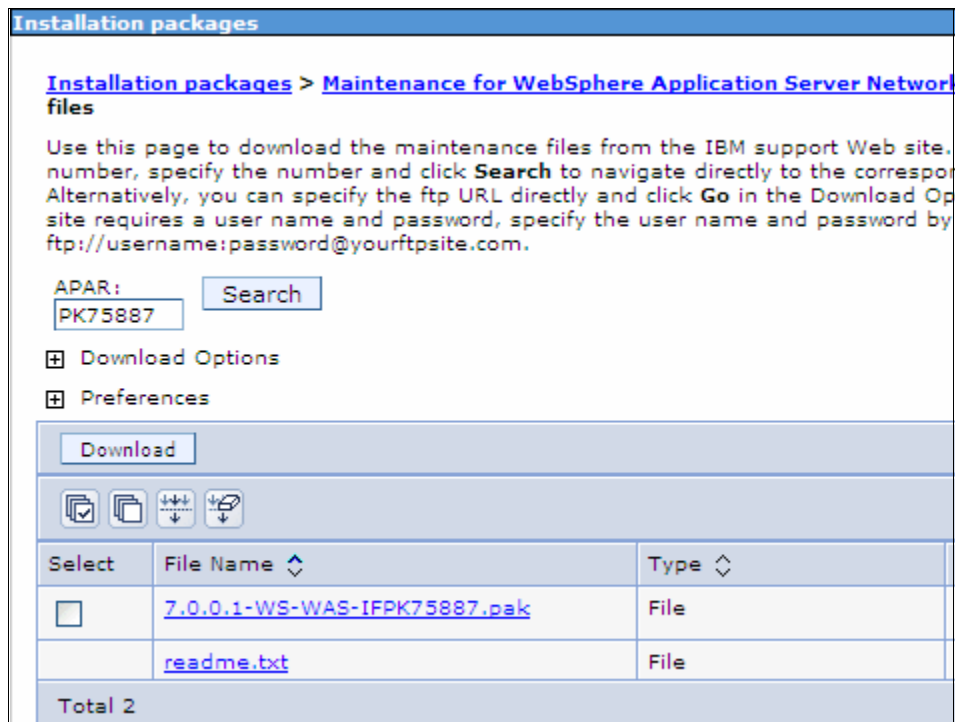 Installation packages
Installation packages > Maintenance for WebSphere Application Server Network
files
Use this page to download the maintenance files from the IBM support Web site.
number, specify the number and click Search to navigate directly to the correspor
Alternatively, you can specify the ftp URL directly and click Go in the Download Op
site requires a user name and password, specify the user name and password by
ftp://username:password@yourftpsite.com.
APAR:
Search
PK75887
Download Options
Preferences
Download
Select File Name Type
7.0.0.1-WS-WAS-IFPK75887.pak File
readme.txt File
Total 2